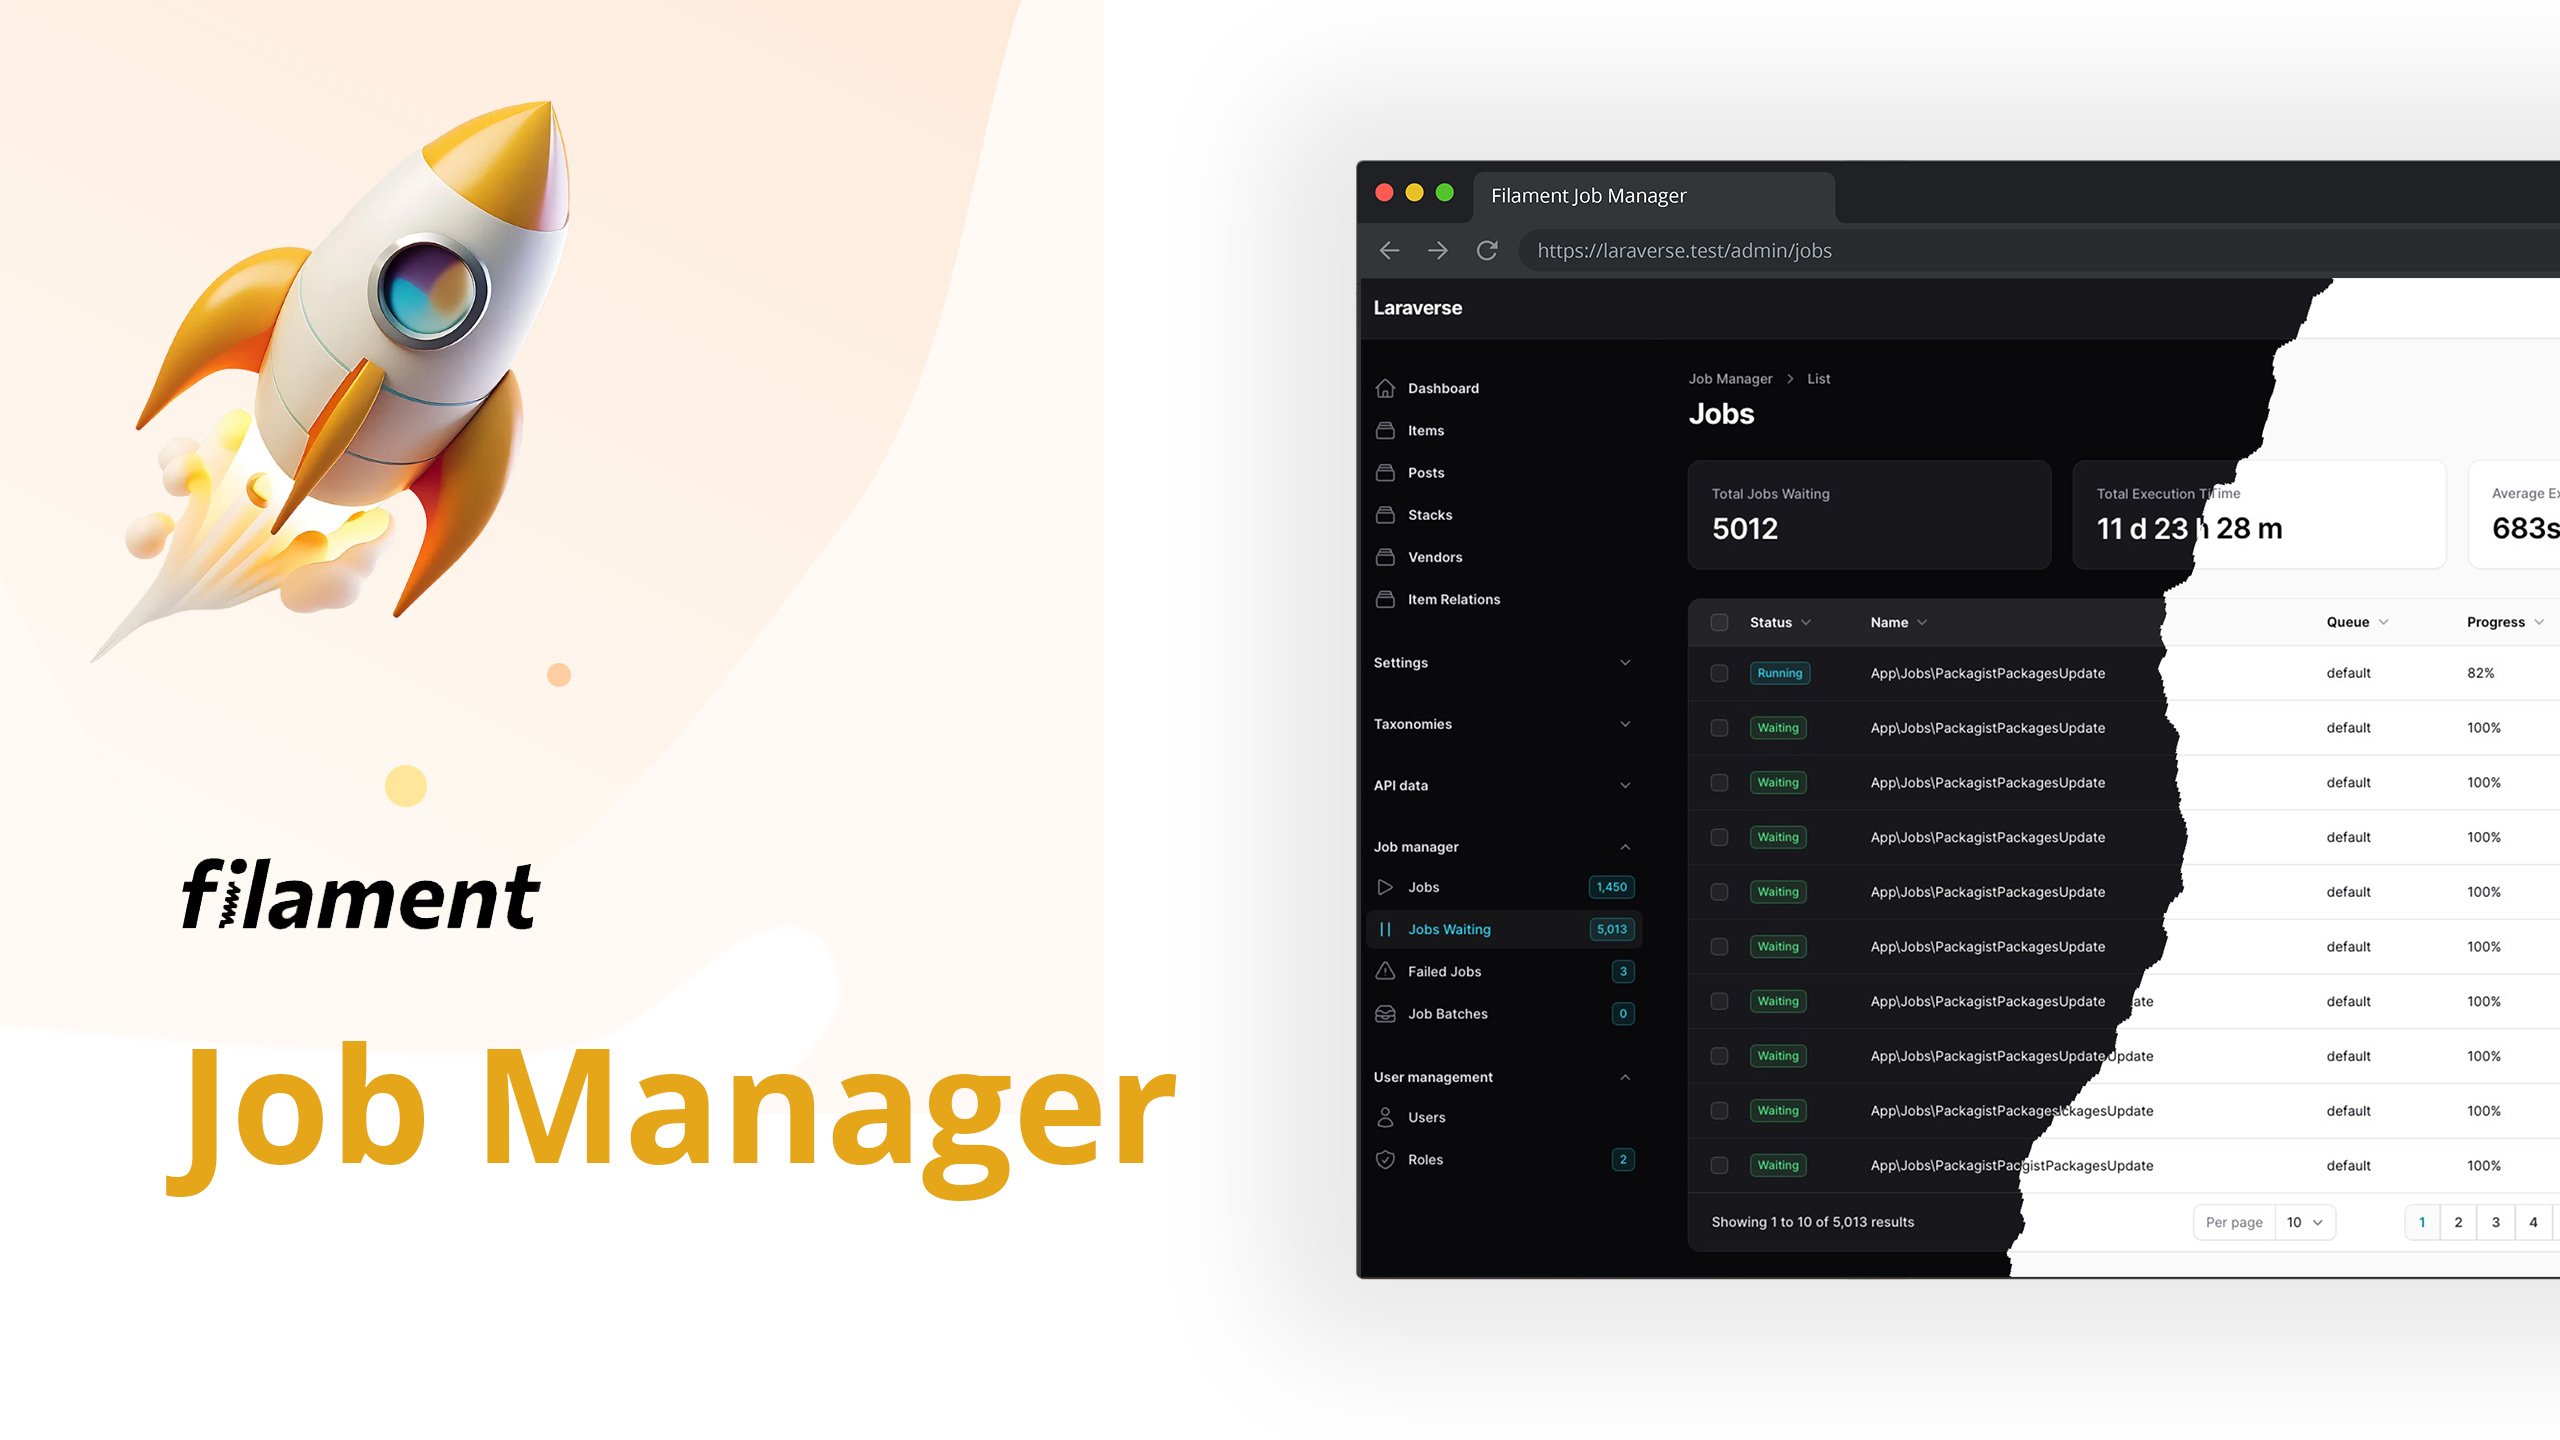 filament
Job Manager
Filament Job Manager
https://laraverse.test/admin/jobs
Laraverse
Dashboard
Items
Posts
Stacks
Vendors
Item Relations
Settings
Taxonomies
API data
Job manager
Jobs 1,450
Jobs Waiting 5,013
Failed Jobs 3
Job Batches 0
User management
Users
Roles 2
Job Manager > List
Jobs
Total Jobs Waiting
5012
Total Execution TiTime
11 d 23 h 28 m
Average
683s
Status Name Queue Progress
Running App\Jobs\PackagistPackagesUpdate default 82%
Waiting App\Jobs\PackagistPackagesUpdate default 100%
Waiting App\Jobs\PackagistPackagesUpdate default 100%
Waiting App\Jobs\PackagistPackagesUpdate default 100%
Waiting App\Jobs\PackagistPackagesUpdate default 100%
Waiting App\Jobs\PackagistPackagesUpdate default 100%
Waiting App\Jobs\PackagistPackagesUpdate ate default 100%
Waiting App\Jobs\PackagistPackagesUpdateUpdate default 100%
Waiting App\Jobs\PackagistPackagesckagesUpdate default 100%
Waiting App\Jobs\PackagistPacgistPackagesUpdate default 100%
Showing 1 to 10 of 5,013 results Per page 10 1 2 3 4